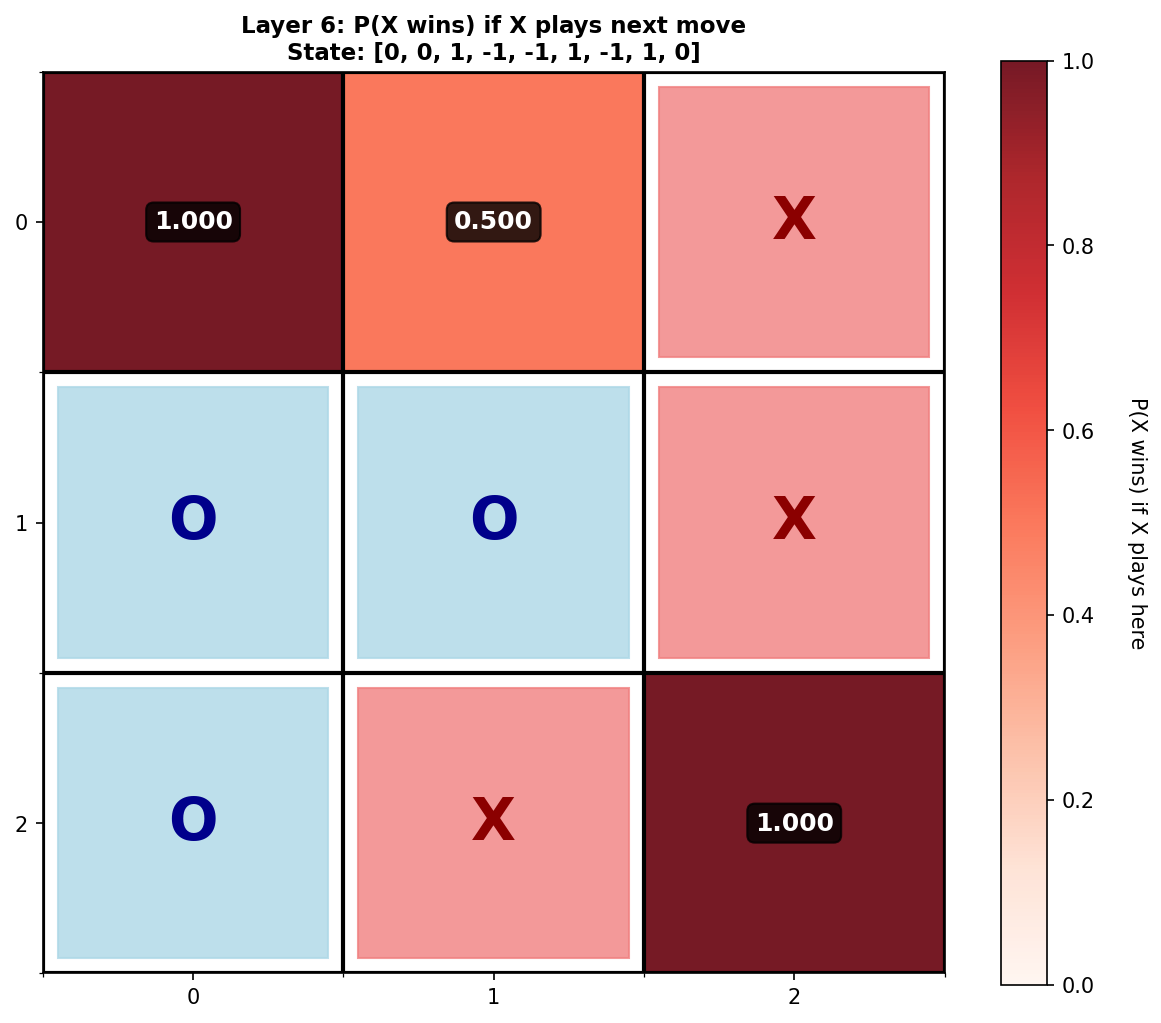 Layer 6: P(X wins) if X plays next move
State: [0, 0, 1, -1, -1, 1, -1, 1, 0]
1.0
0.8
0.6
0.4
0.2
0.0
P(X wins) if X plays here
0
1.000
0.500
X
1
O
O
X
2
O
X
1.000
0
1
2